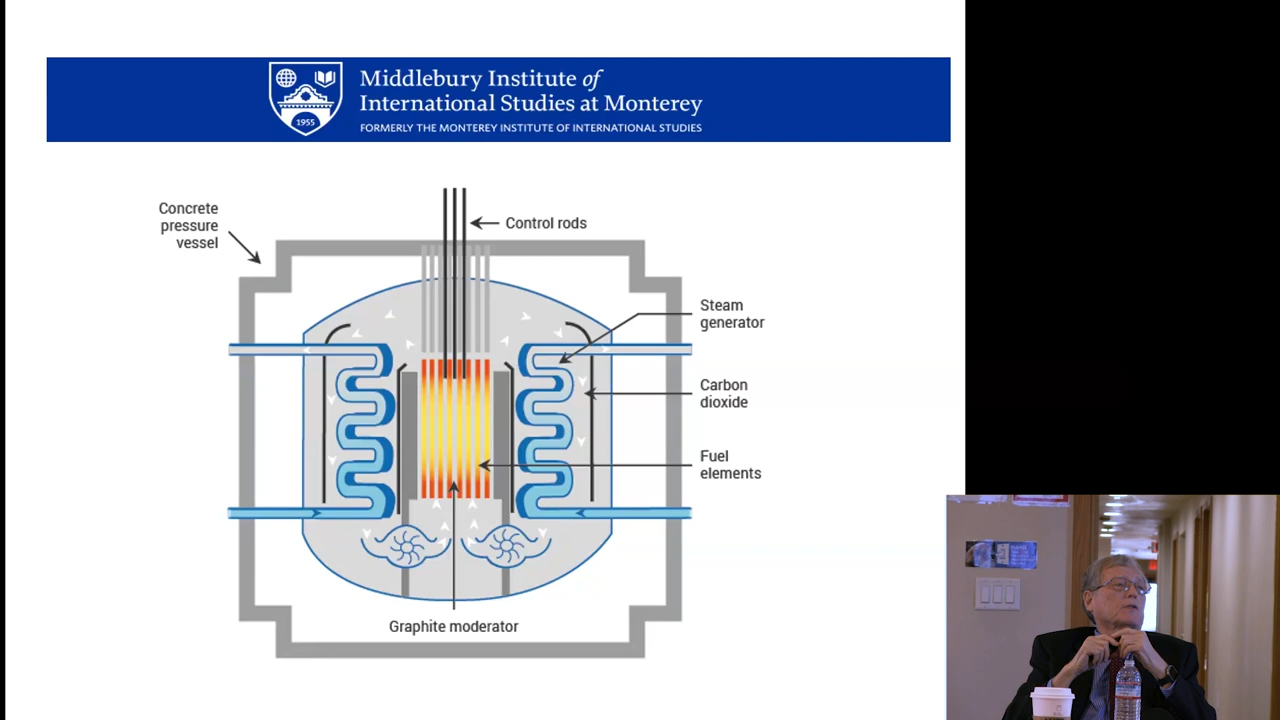 Middlebury Institute of
International Studies at Monterey
FORMERLY THE MONTEREY INSTITUTE OF INTERNATIONAL STUDIES
1955
Concrete
pressure
vessel
Control rods
Steam
generator
Carbon
dioxide
Fuel
elements
Graphite moderator